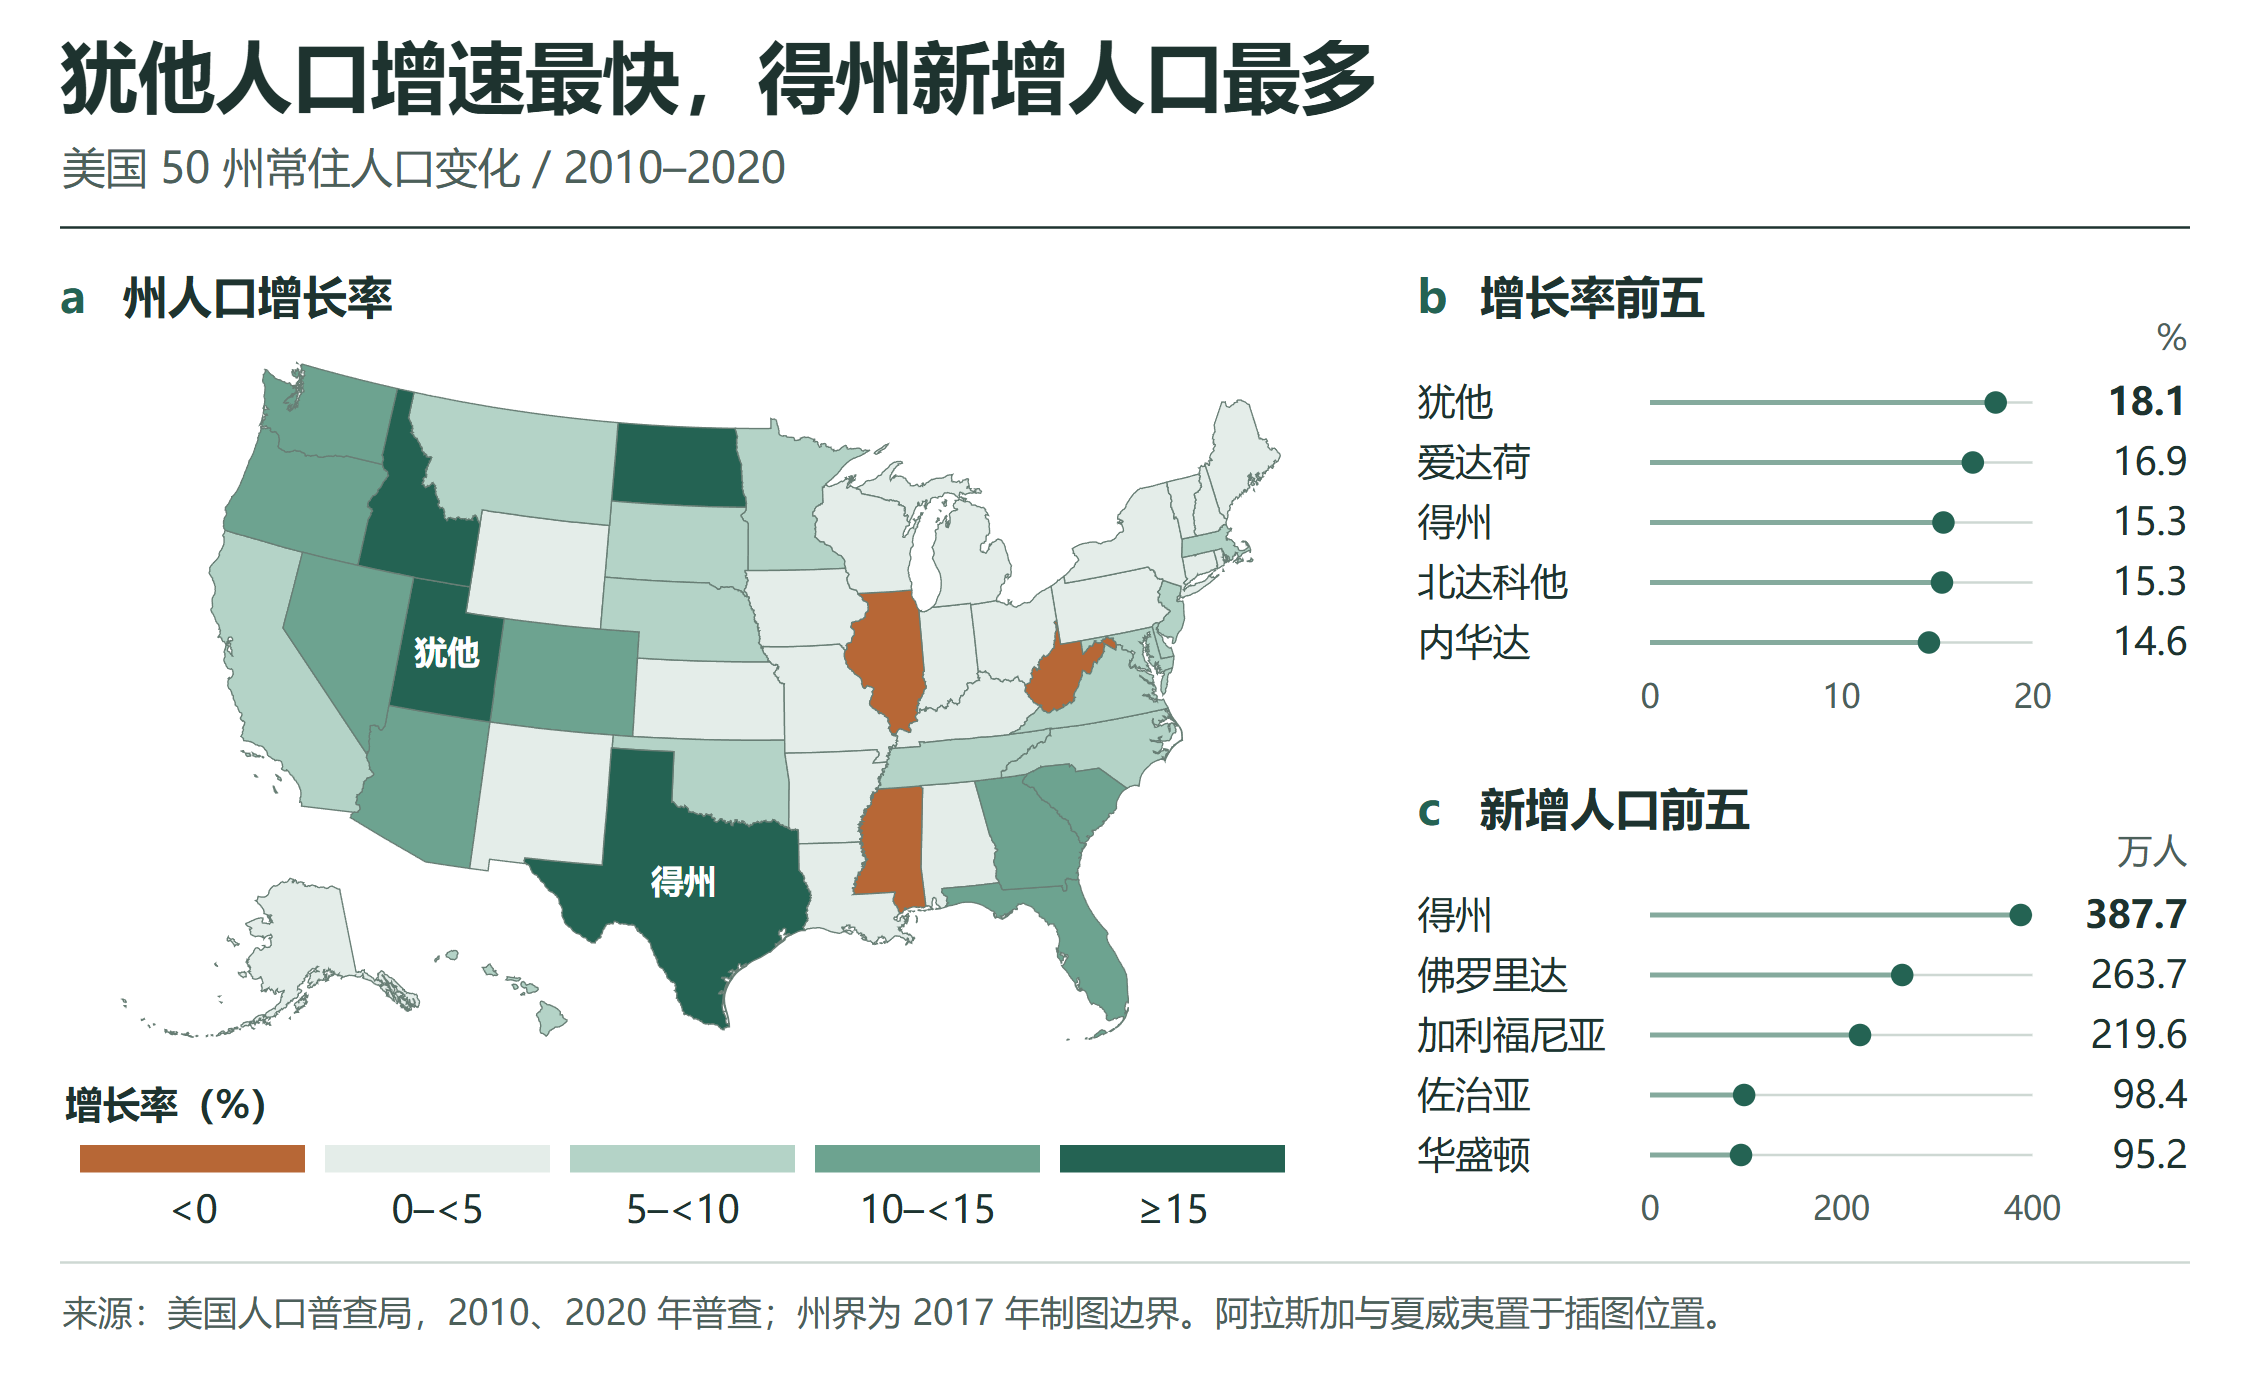 犹他人口增速最快，得州新增人口最多
美国 50 州常住人口变化 / 2010–2020
a 州人口增长率
犹他
得州
增长率（%）
<0 0–<5 5–<10 10–<15 ≥15
b 增长率前五
%
犹他 18.1
爱达荷 16.9
得州 15.3
北达科他 15.3
内华达 14.6
0 10 20
c 新增人口前五
万人
得州 387.7
佛罗里达 263.7
加利福尼亚 219.6
佐治亚 98.4
华盛顿 95.2
0 200 400
来源：美国人口普查局，2010、2020 年普查；州界为 2017 年制图边界。阿拉斯加与夏威夷置于插图位置。